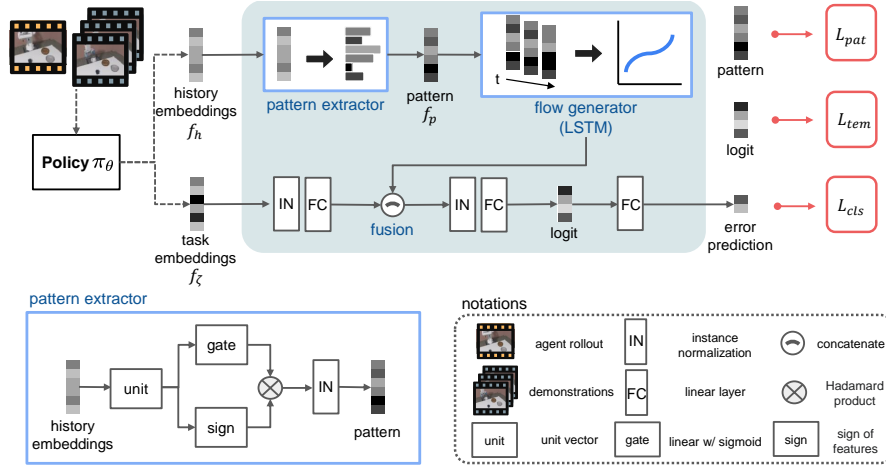 history
embeddings
f_h
pattern extractor
pattern
f_p
t
flow generator
(LSTM)
pattern
L_pat
logit
L_tem
Policy π_θ
task
embeddings
f_ζ
IN
FC
fusion
IN
FC
logit
FC
error
prediction
L_cls
pattern extractor
history
embeddings
unit
gate
sign
IN
pattern
notations
agent rollout
IN
instance
normalization
concatenate
demonstrations
FC
linear layer
Hadamard
product
unit
unit vector
gate
linear w/ sigmoid
sign
sign of
features